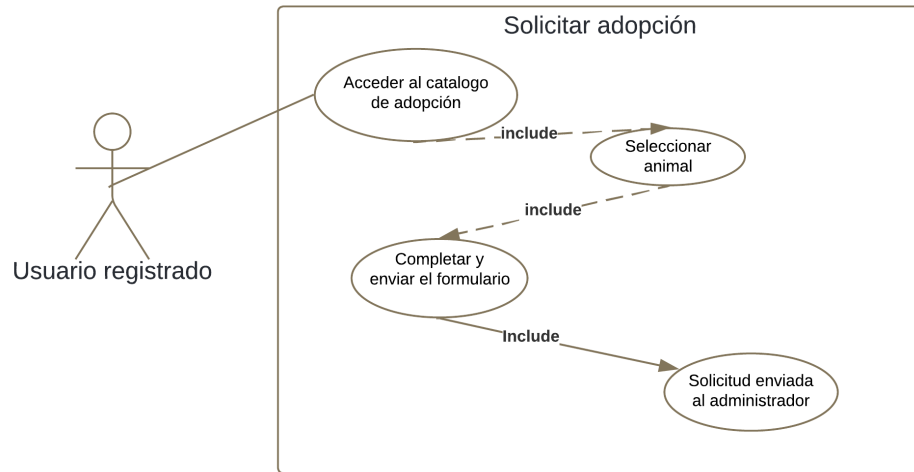 Solicitar adopción
Acceder al catalogo
de adopción
include
Seleccionar
animal
include
Usuario registrado
Completar y
enviar el formulario
Include
Solicitud enviada
al administrador